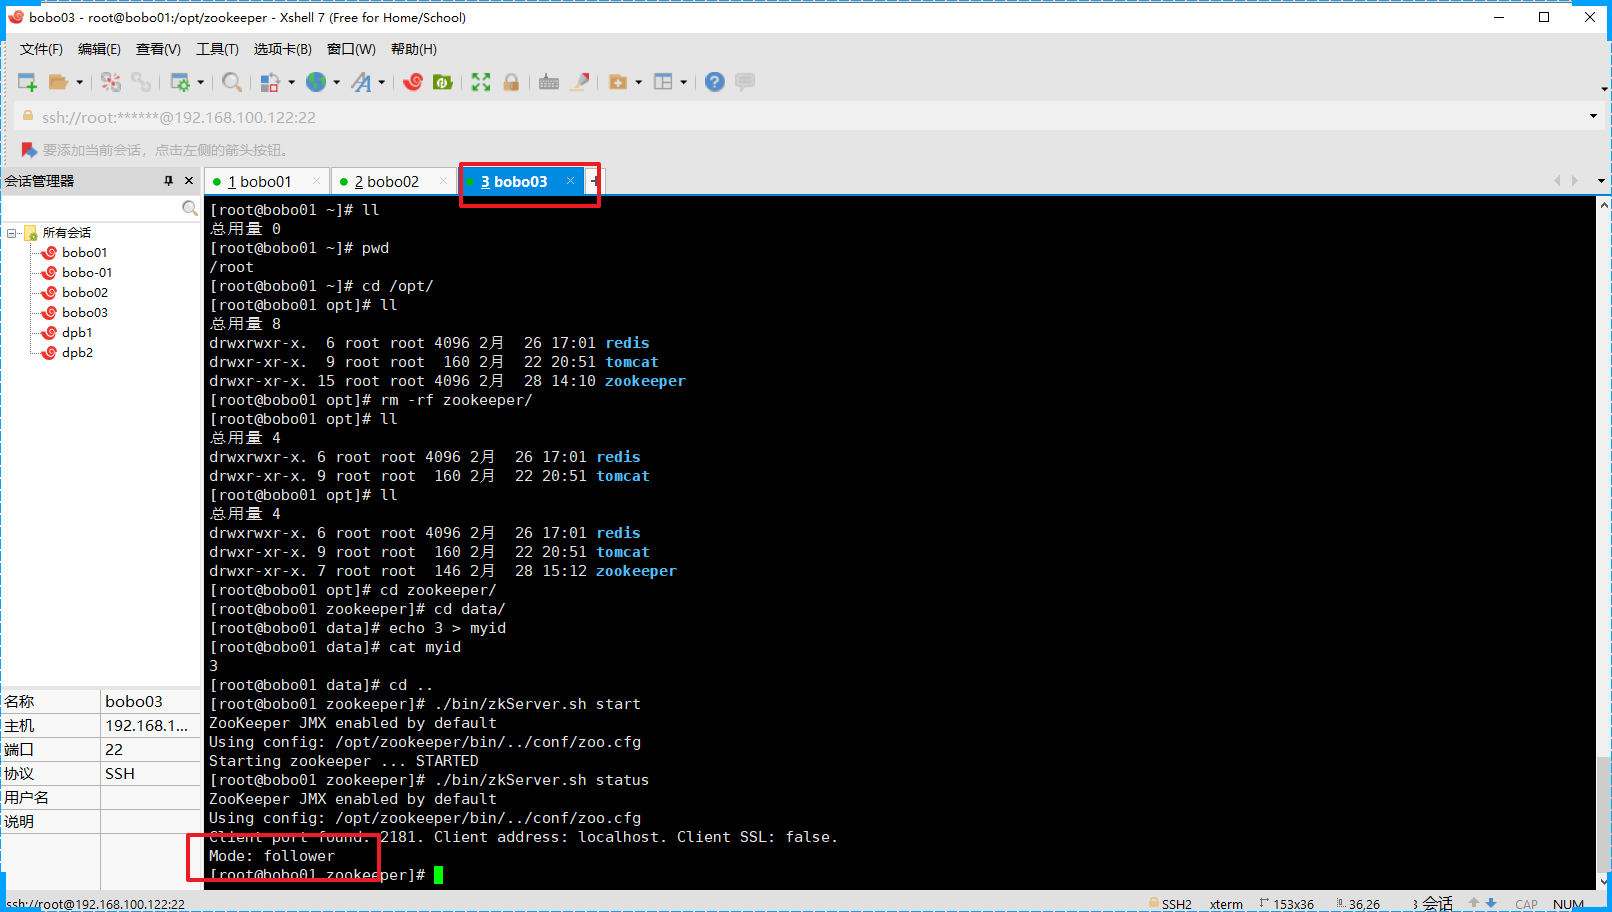 bobo03 - root@bobo01:/opt/zookeeper - Xshell 7 (Free for Home/School)
文件(F) 编辑(E) 查看(V) 工具(T) 选项卡(B) 窗口(W) 帮助(H)
ssh://root:******@192.168.100.122:22
要添加当前会话，点击左侧的箭头按钮。
会话管理器
1 bobo01
2 bobo02
3 bobo03
所有会话
bobo01
bobo-01
bobo02
bobo03
dpb1
dpb2
名称 bobo03
主机 192.168.1...
端口 22
协议 SSH
用户名
说明
[root@bobo01 ~]# ll
总用量 0
[root@bobo01 ~]# pwd
/root
[root@bobo01 ~]# cd /opt/
[root@bobo01 opt]# ll
总用量 8
drwxrwxr-x.  6 root root 4096 2月  26 17:01 redis
drwxr-xr-x.  9 root root  160 2月  22 20:51 tomcat
drwxr-xr-x. 15 root root 4096 2月  28 14:10 zookeeper
[root@bobo01 opt]# rm -rf zookeeper/
[root@bobo01 opt]# ll
总用量 4
drwxrwxr-x. 6 root root 4096 2月  26 17:01 redis
drwxr-xr-x. 9 root root  160 2月  22 20:51 tomcat
[root@bobo01 opt]# ll
总用量 4
drwxrwxr-x. 6 root root 4096 2月  26 17:01 redis
drwxr-xr-x. 9 root root  160 2月  22 20:51 tomcat
drwxr-xr-x. 7 root root  146 2月  28 15:12 zookeeper
[root@bobo01 opt]# cd zookeeper/
[root@bobo01 zookeeper]# cd data/
[root@bobo01 data]# echo 3 > myid
[root@bobo01 data]# cat myid
3
[root@bobo01 data]# cd ..
[root@bobo01 zookeeper]# ./bin/zkServer.sh start
ZooKeeper JMX enabled by default
Using config: /opt/zookeeper/bin/../conf/zoo.cfg
Starting zookeeper ... STARTED
[root@bobo01 zookeeper]# ./bin/zkServer.sh status
ZooKeeper JMX enabled by default
Using config: /opt/zookeeper/bin/../conf/zoo.cfg
Client port found: 2181. Client address: localhost. Client SSL: false.
Mode: follower
[root@bobo01 zookeeper]#
ssh://root@192.168.100.122:22 SSH2 xterm 153x36 36,26 3 会话 CAP NUM